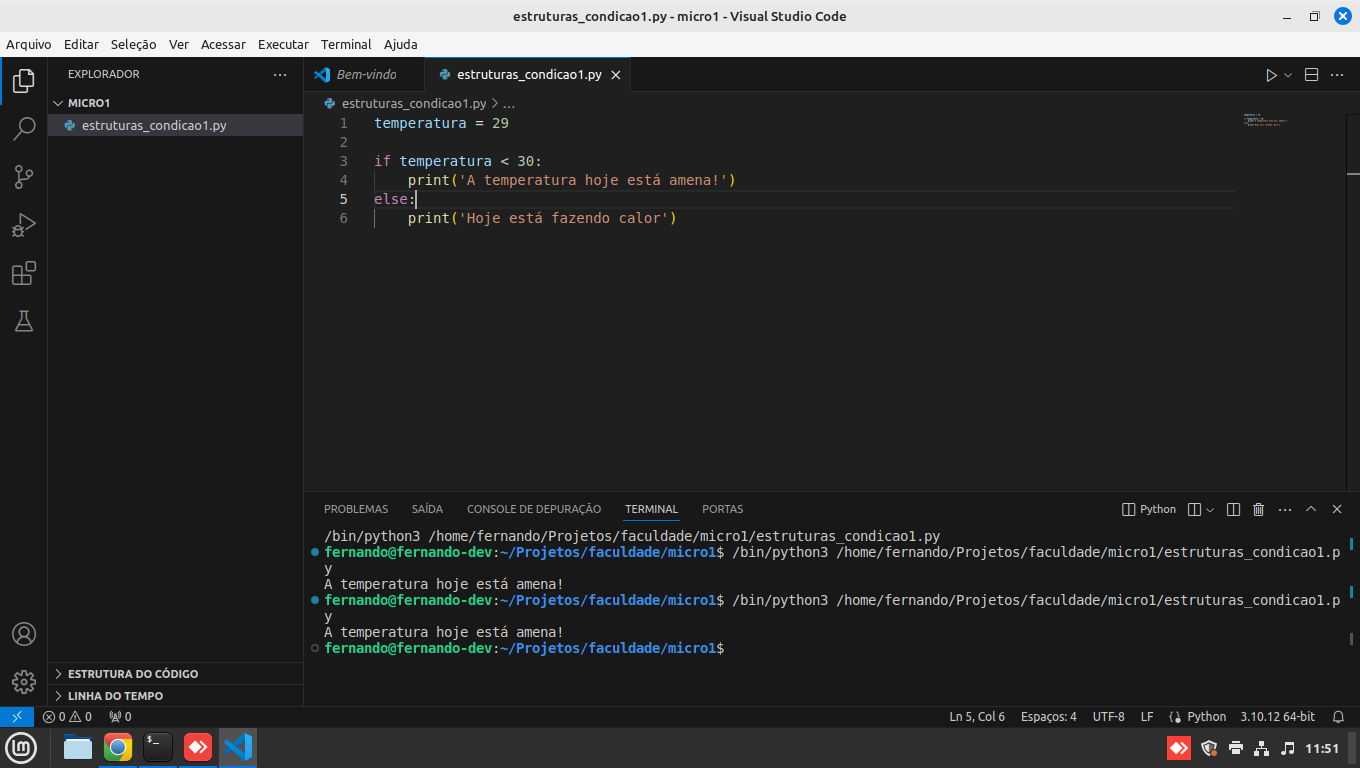 estruturas_condicao1.py - micro1 - Visual Studio Code
Arquivo Editar Seleção Ver Acessar Executar Terminal Ajuda
EXPLORADOR
MICRO1
estruturas_condicao1.py
ESTRUTURA DO CÓDIGO
LINHA DO TEMPO
Bem-vindo estruturas_condicao1.py
estruturas_condicao1.py > ...
1 temperatura = 29
2
3 if temperatura < 30:
4 print('A temperatura hoje está amena!')
5 else:
6 print('Hoje está fazendo calor')
PROBLEMAS SAÍDA CONSOLE DE DEPURAÇÃO TERMINAL PORTAS Python
/bin/python3 /home/fernando/Projetos/faculdade/micro1/estruturas_condicao1.py
fernando@fernando-dev:~/Projetos/faculdade/micro1$ /bin/python3 /home/fernando/Projetos/faculdade/micro1/estruturas_condicao1.p
y
A temperatura hoje está amena!
fernando@fernando-dev:~/Projetos/faculdade/micro1$ /bin/python3 /home/fernando/Projetos/faculdade/micro1/estruturas_condicao1.p
y
A temperatura hoje está amena!
fernando@fernando-dev:~/Projetos/faculdade/micro1$
0 0 0 Ln 5, Col 6 Espaços: 4 UTF-8 LF Python 3.10.12 64-bit
11:51